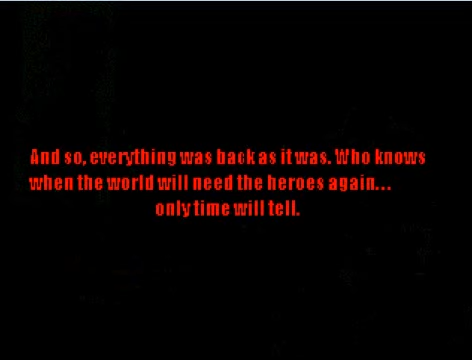 And so, everything was back as it was. Who knows
when the world will need the heroes again...
only time will tell.